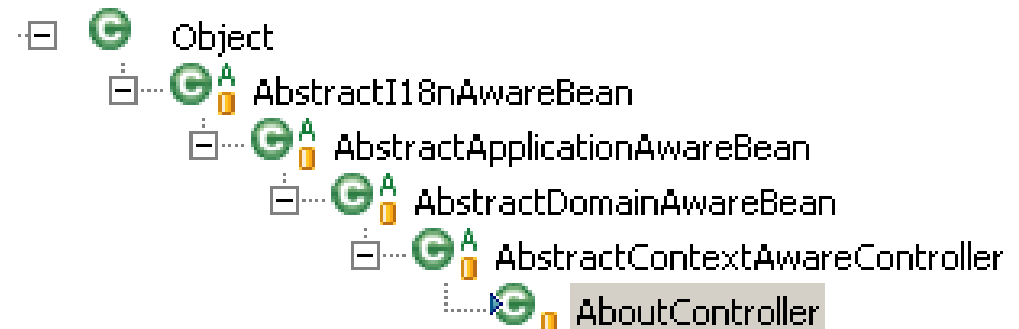 Object
AbstractI18nAwareBean
AbstractApplicationAwareBean
AbstractDomainAwareBean
AbstractContextAwareController
AboutController